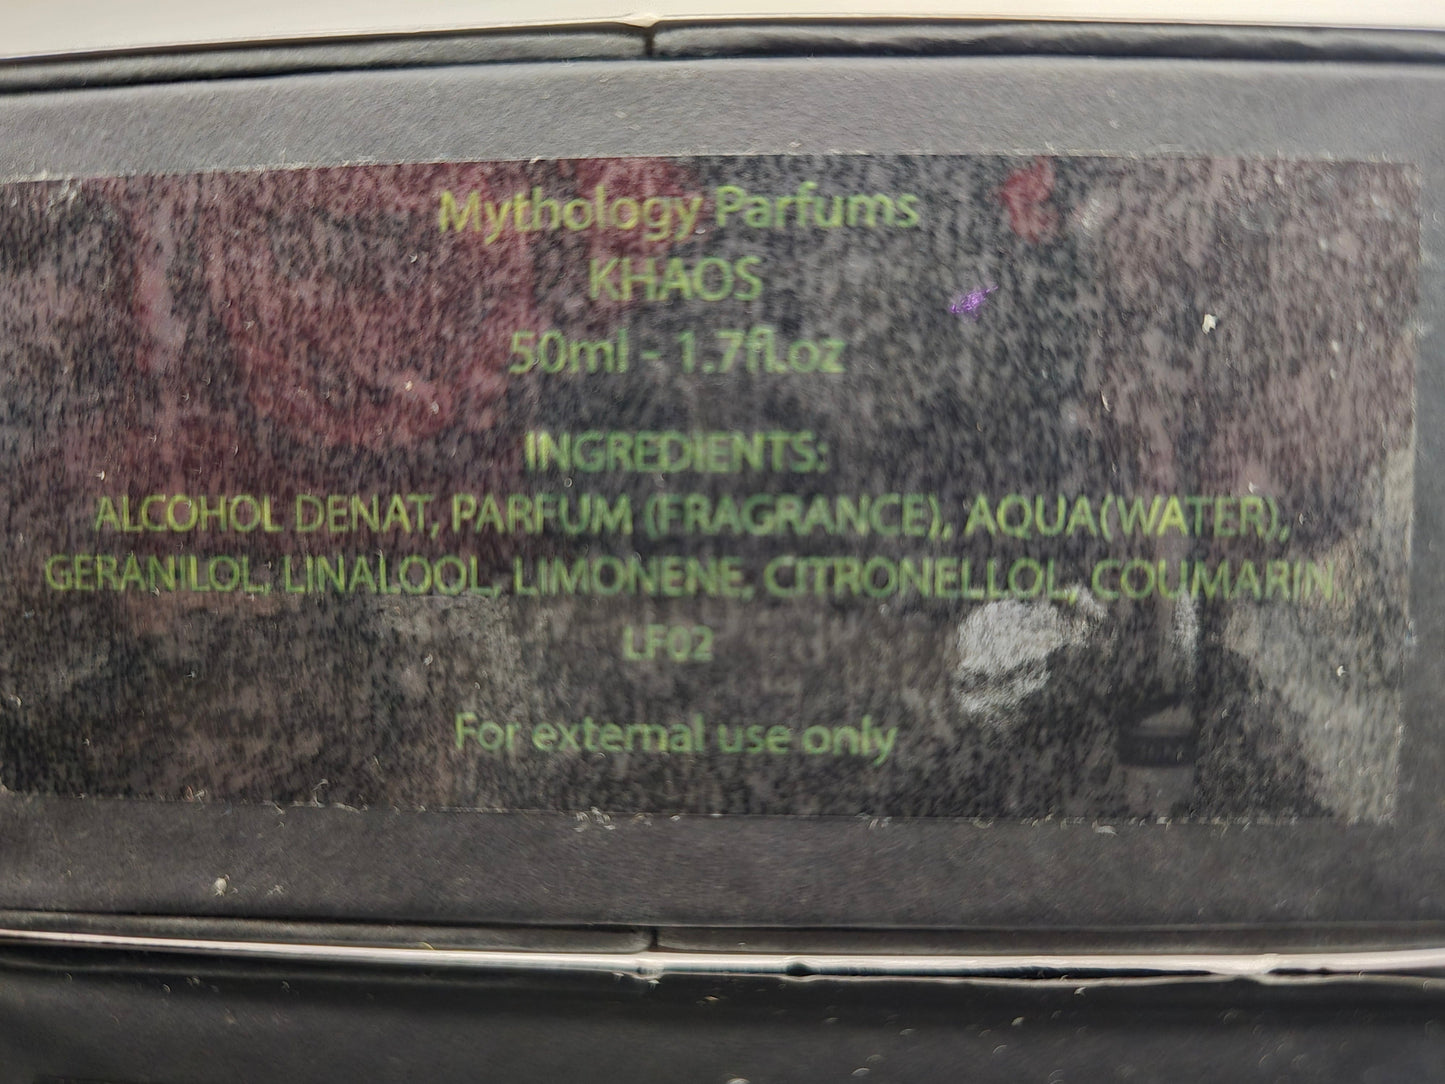 Mythology Parfums
KHAOS
50ml - 1.7fl.oz
INGREDIENTS:
ALCOHOL DENAT, PARFUM (FRAGRANCE), AQUA(WATER),
GERANILOL, LINALOOL, LIMONENE, CITRONELLOL, COUMARIN,
LF02
For external use only